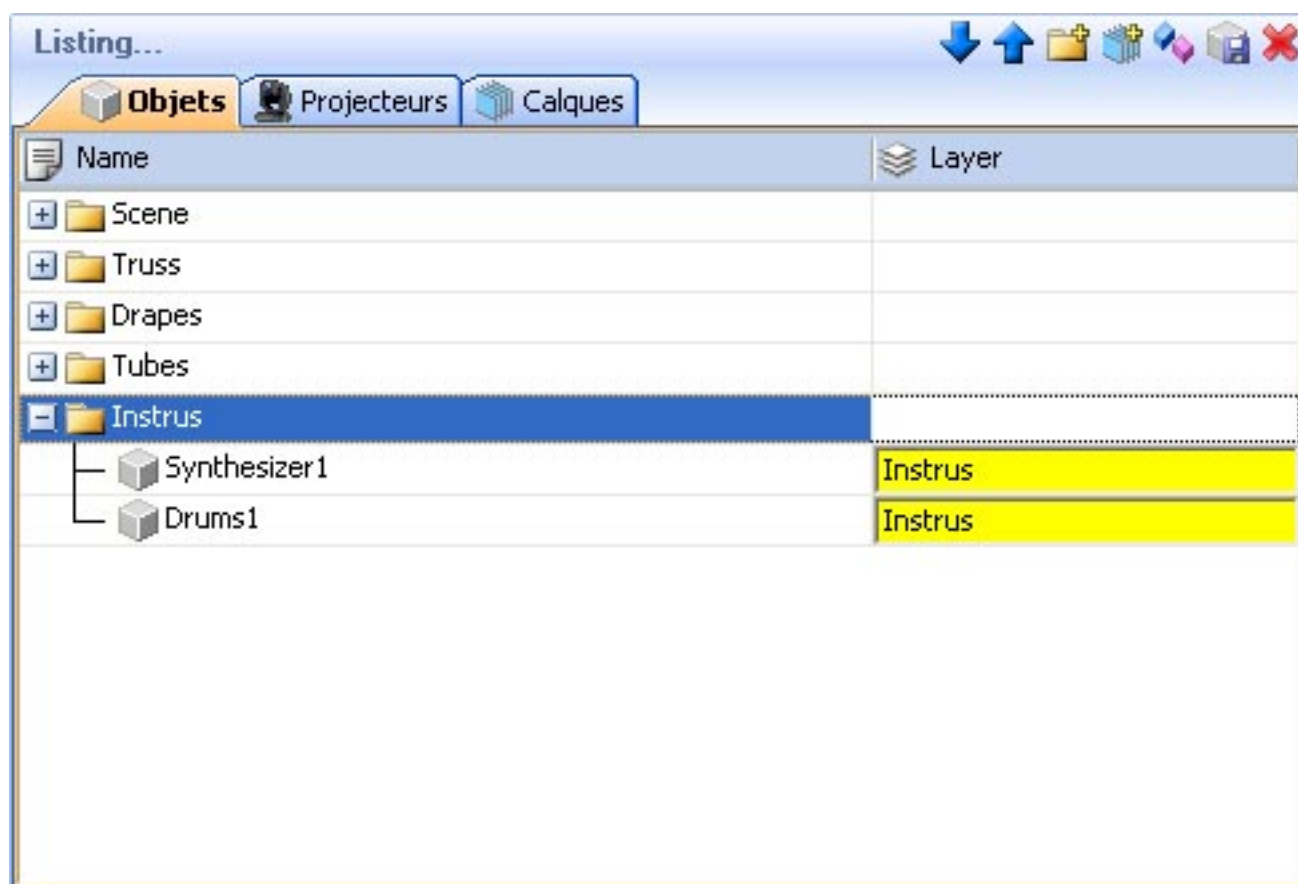 Listing...
Objets Projecteurs Calques
Name Layer
Scene
Truss
Drapes
Tubes
Instrus
Synthesizer1 Instrus
Drums1 Instrus